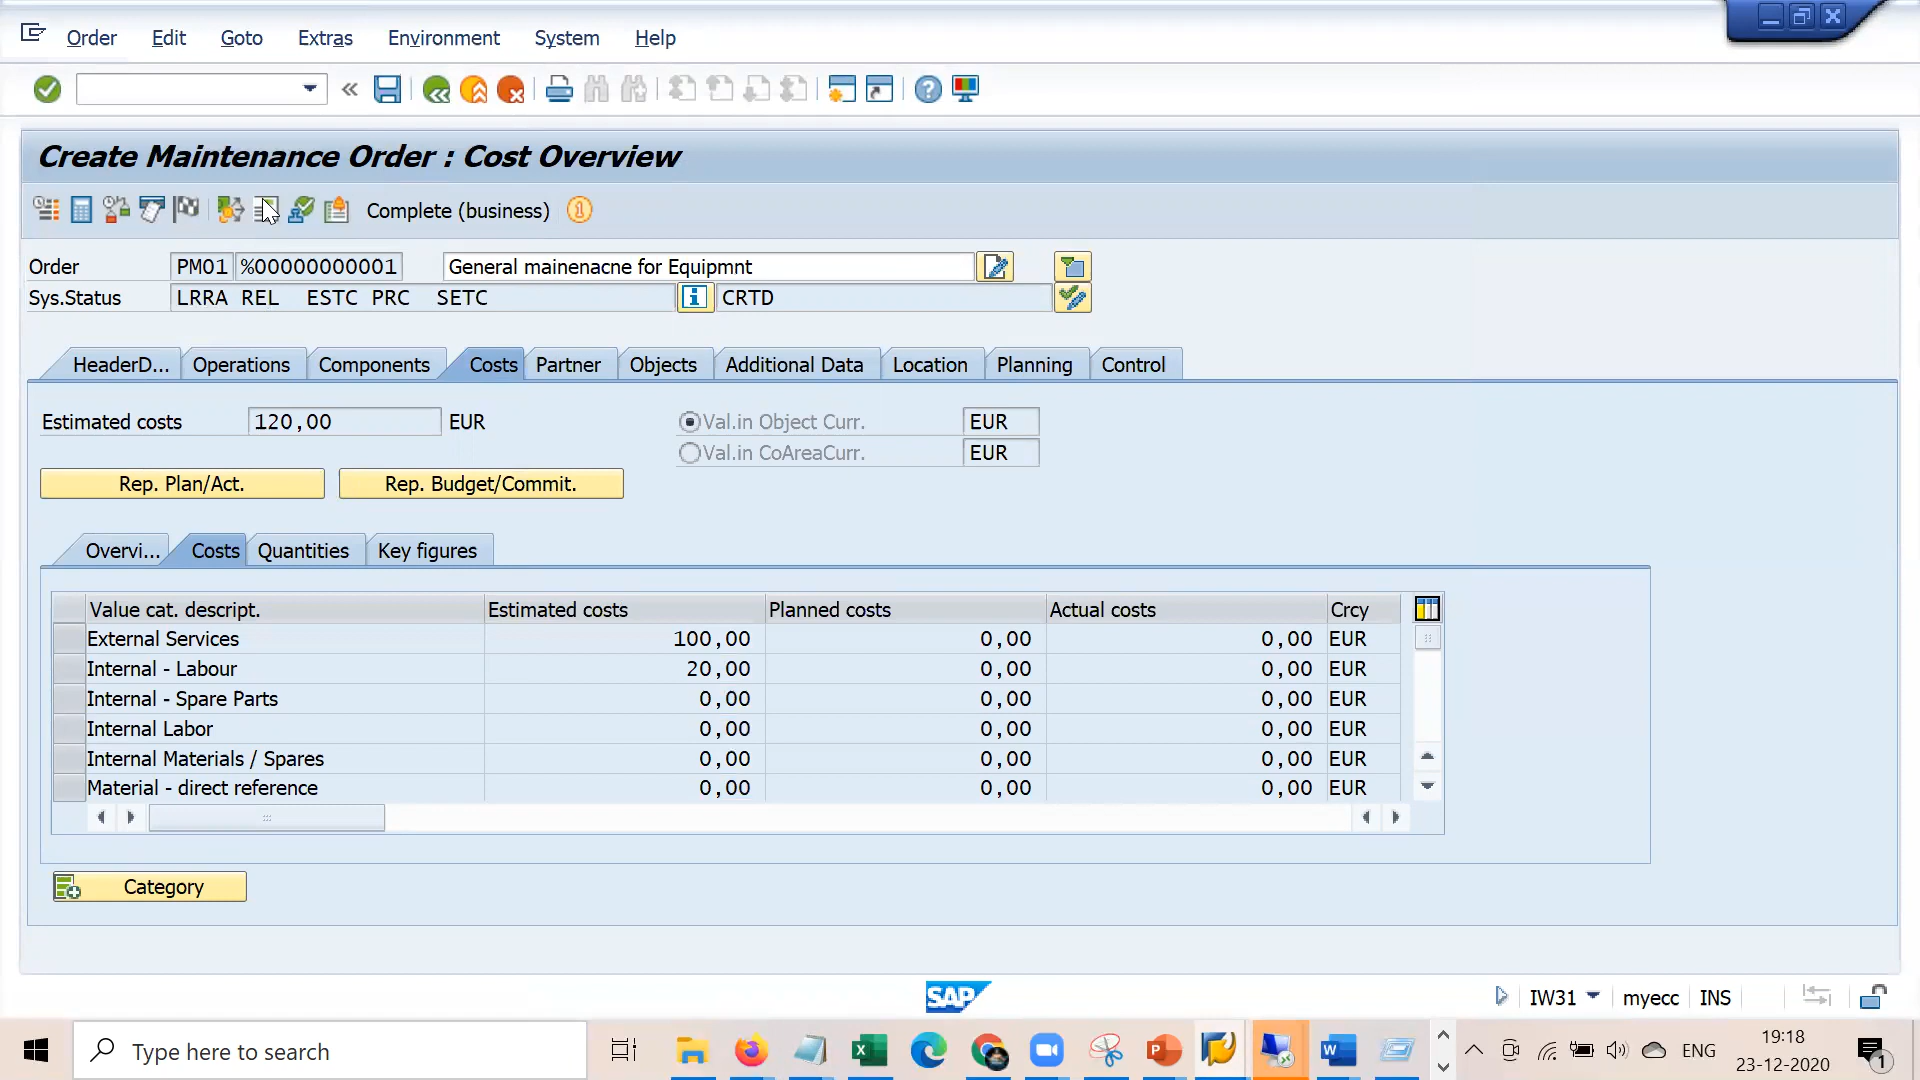 Order Edit Goto Extras Environment System Help
Create Maintenance Order : Cost Overview
Complete (business)
Order PM01 %00000000001 General mainenacne for Equipmnt
Sys.Status LRRA REL ESTC PRC SETC CRTD
HeaderD... Operations Components Costs Partner Objects Additional Data Location Planning Control
Estimated costs 120,00 EUR Val.in Object Curr. EUR
Val.in CoAreaCurr. EUR
Rep. Plan/Act. Rep. Budget/Commit.
Overvi... Costs Quantities Key figures
Value cat. descript. Estimated costs Planned costs Actual costs Crcy
External Services 100,00 0,00 0,00 EUR
Internal - Labour 20,00 0,00 0,00 EUR
Internal - Spare Parts 0,00 0,00 0,00 EUR
Internal Labor 0,00 0,00 0,00 EUR
Internal Materials / Spares 0,00 0,00 0,00 EUR
Material - direct reference 0,00 0,00 0,00 EUR
Category
SAP IW31 myecc INS
Type here to search ENG 19:18
23-12-2020 1